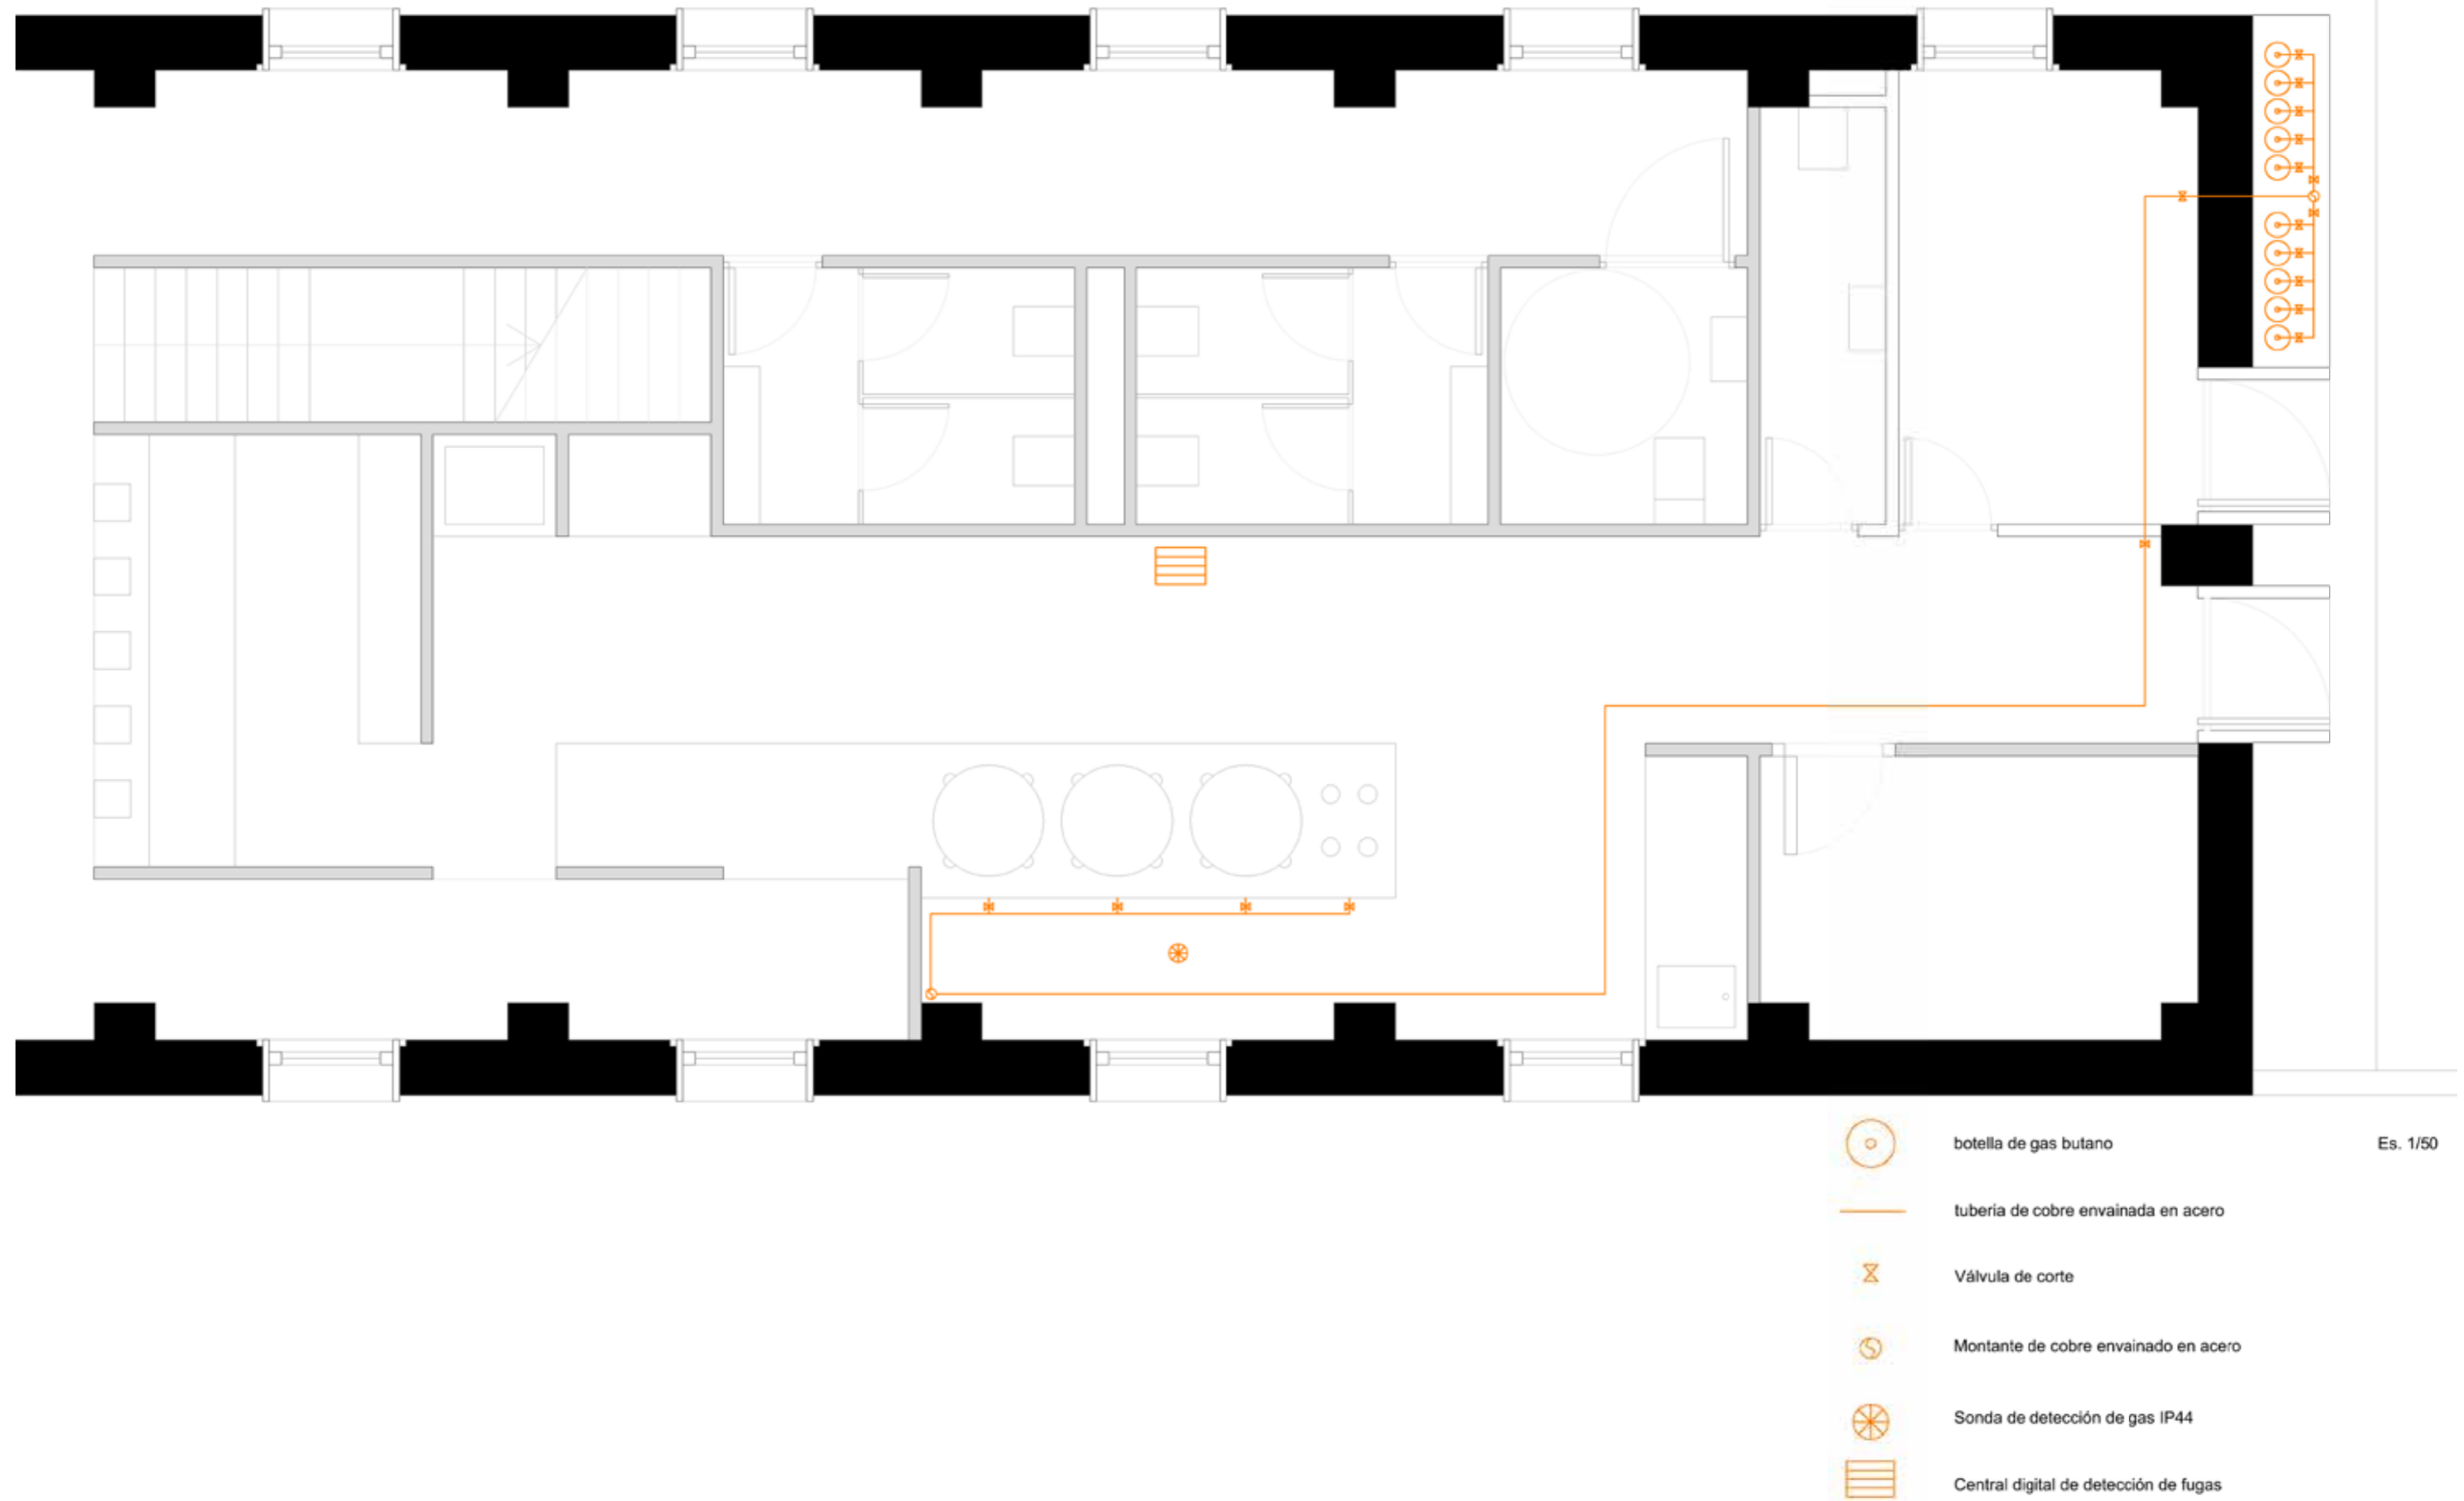 botella de gas butano
Es. 1/50
tuberia de cobre envainada en acero
Válvula de corte
Montante de cobre envainado en acero
Sonda de detección de gas IP44
Central digital de detección de fugas